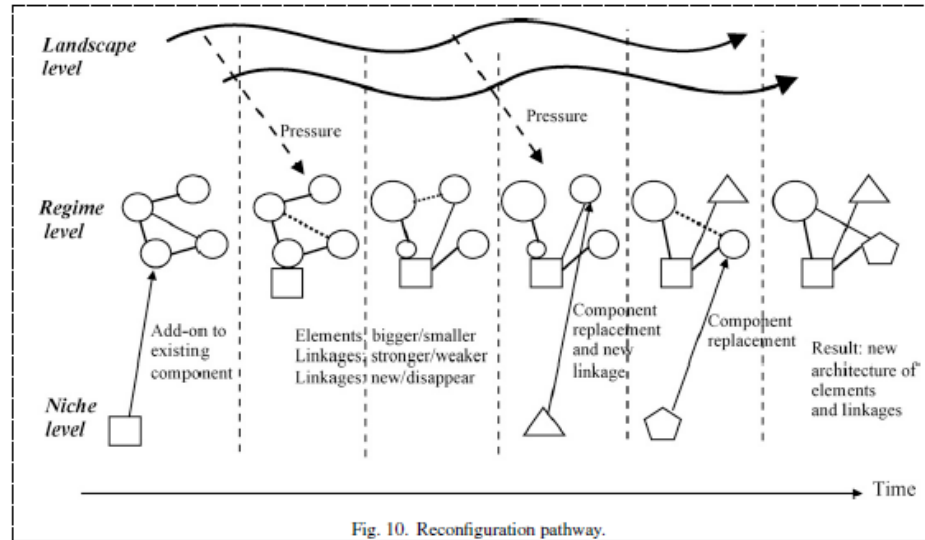 Landscape
level
Pressure
Pressure
Regime
level
Add-on to
existing
component
Elements: bigger/smaller
Linkages: stronger/weaker
Linkages: new/disappear
Component
replacement
and new
linkage
Component
replacement
Result: new
architecture of
elements
and linkages
Niche
level
Time
Fig. 10. Reconfiguration pathway.